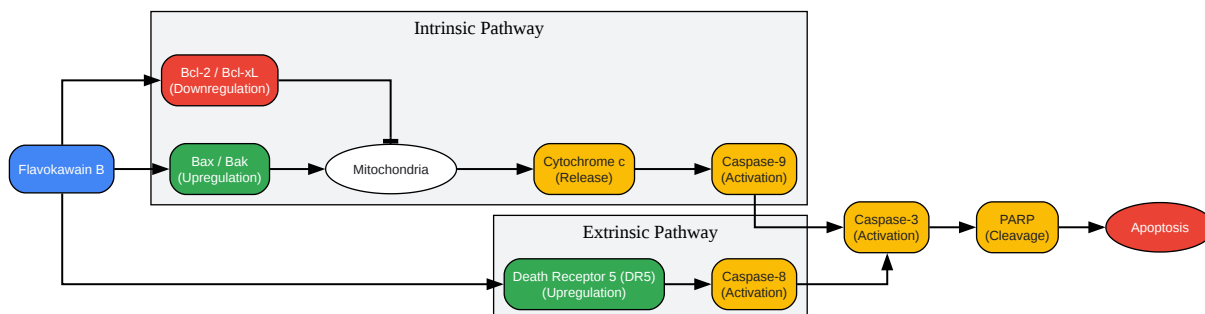 Intrinsic Pathway
Bcl-2 / Bcl-xL
(Downregulation)
Flavokawain B
Bax / Bak
(Upregulation)
Mitochondria
Cytochrome c
(Release)
Caspase-9
(Activation)
Extrinsic Pathway
Death Receptor 5 (DR5)
(Upregulation)
Caspase-8
(Activation)
Caspase-3
(Activation)
PARP
(Cleavage)
Apoptosis